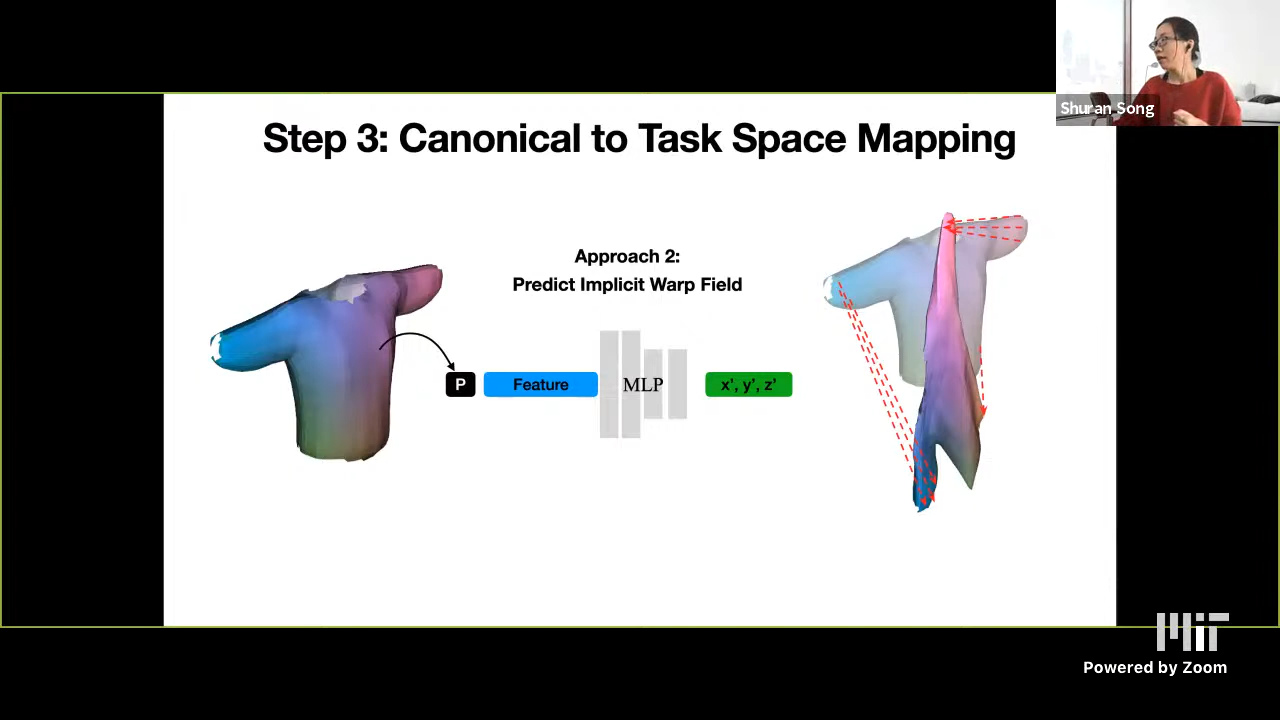 Shuran Song
Step 3: Canonical to Task Space Mapping
Approach 2:
Predict Implicit Warp Field
P
Feature
MLP
x', y', z'
MIT
Powered by Zoom